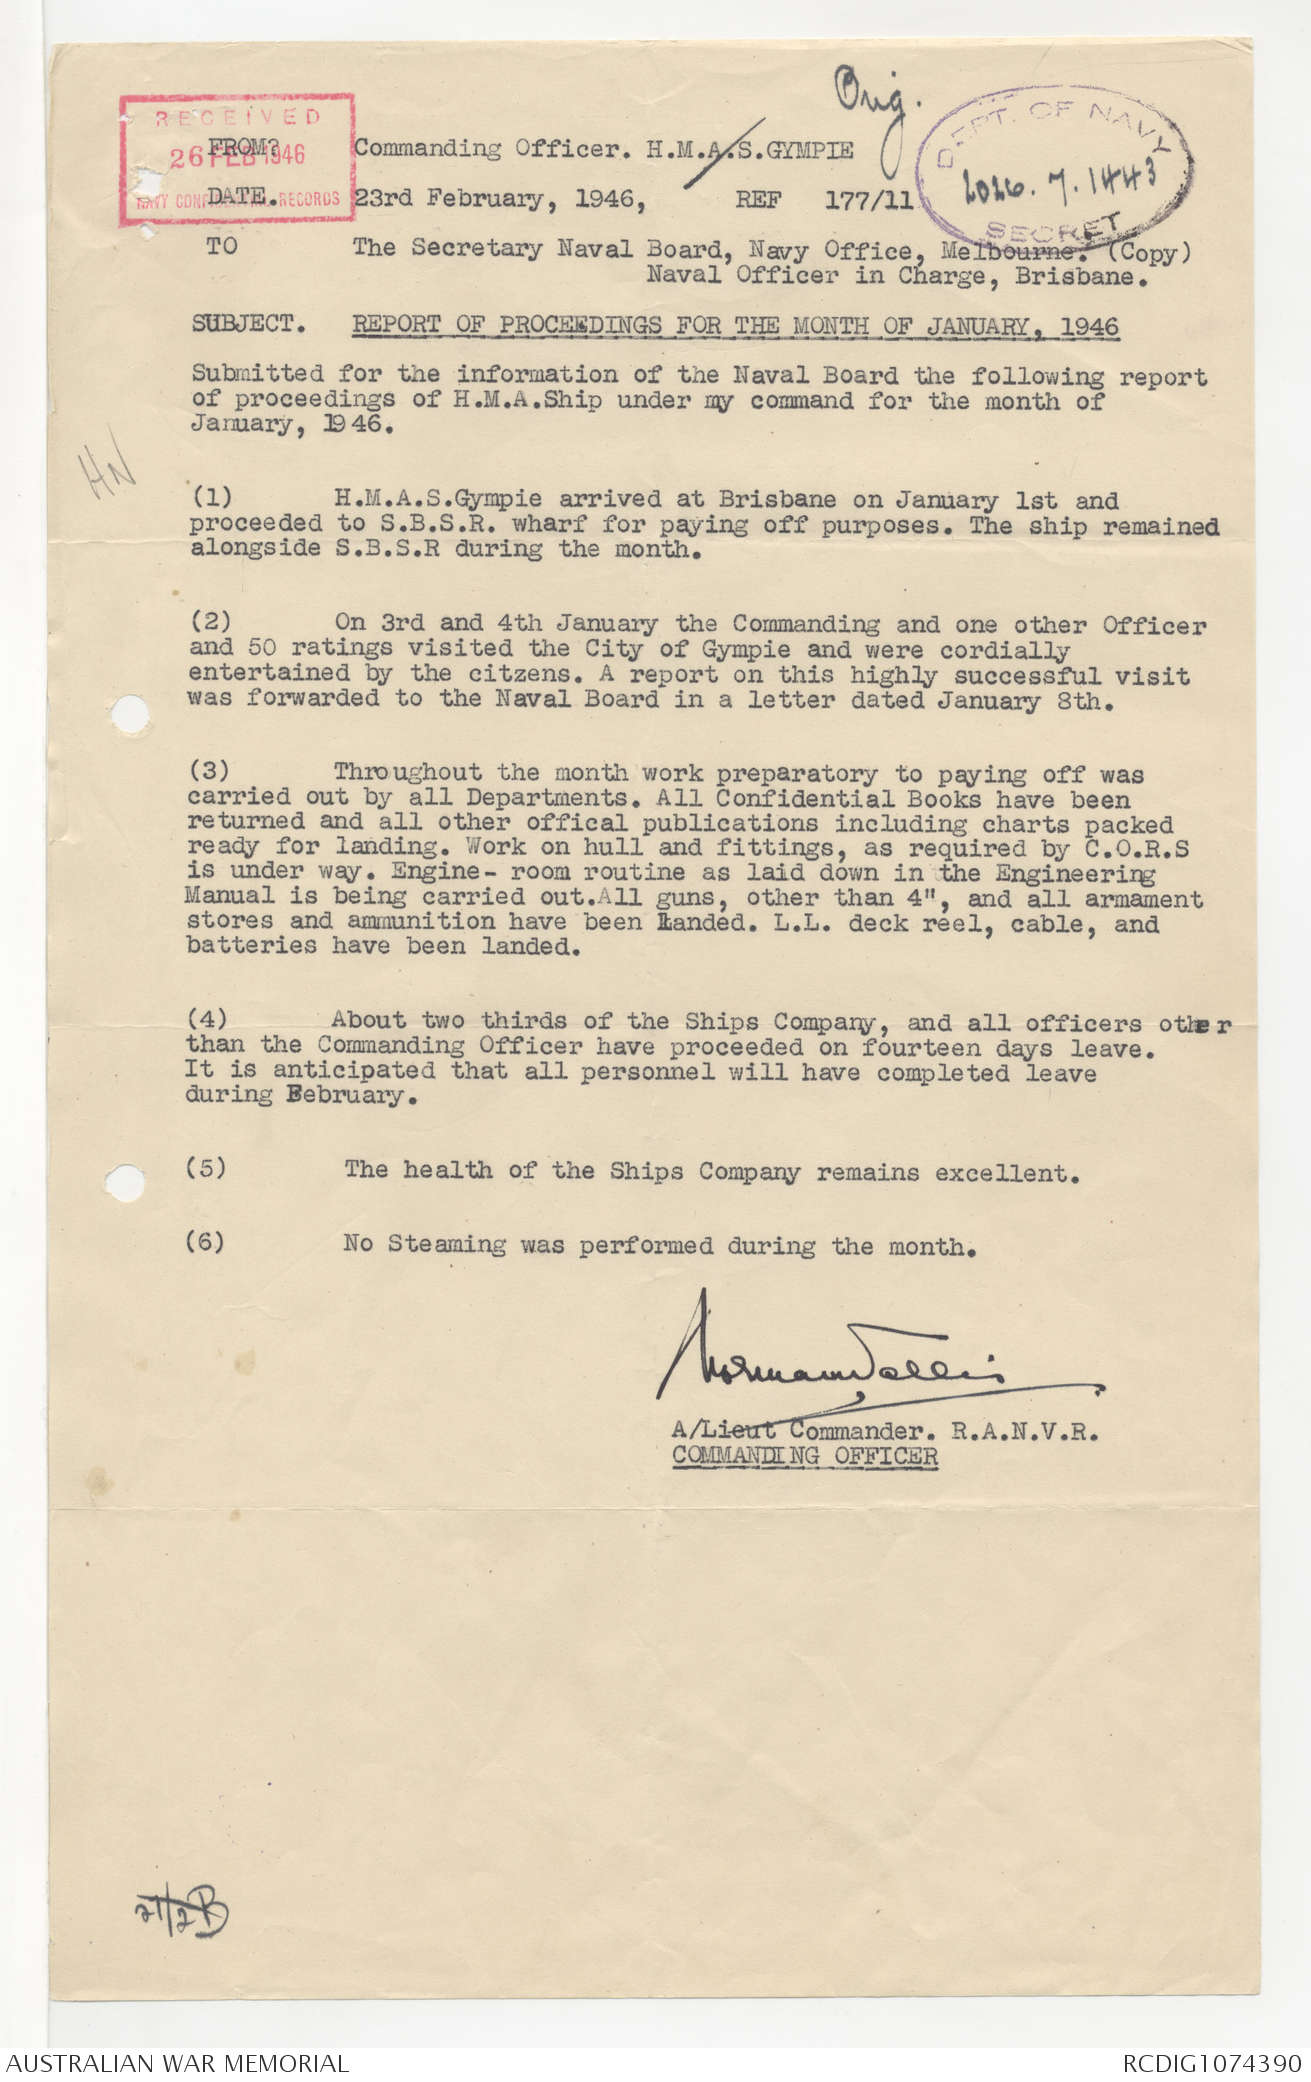 Orig.
RECEIVED
26 FEB 1946
NAVY CONFIDENTIAL RECORDS
DEPT. OF NAVY
2026.7.1443
SECRET
FROM? Commanding Officer. H.M.A.S.GYMPIE
DATE. 23rd February, 1946, REF 177/11
TO The Secretary Naval Board, Navy Office, Melbourne. (Copy)
Naval Officer in Charge, Brisbane.
SUBJECT. REPORT OF PROCEEDINGS FOR THE MONTH OF JANUARY, 1946
Submitted for the information of the Naval Board the following report
of proceedings of H.M.A.Ship under my command for the month of
January, 1946.
HN
(1) H.M.A.S.Gympie arrived at Brisbane on January 1st and
proceeded to S.B.S.R. wharf for paying off purposes. The ship remained
alongside S.B.S.R during the month.
(2) On 3rd and 4th January the Commanding and one other Officer
and 50 ratings visited the City of Gympie and were cordially
entertained by the citzens. A report on this highly successful visit
was forwarded to the Naval Board in a letter dated January 8th.
(3) Throughout the month work preparatory to paying off was
carried out by all Departments. All Confidential Books have been
returned and all other offical publications including charts packed
ready for landing. Work on hull and fittings, as required by C.O.R.S
is under way. Engine- room routine as laid down in the Engineering
Manual is being carried out.All guns, other than 4", and all armament
stores and ammunition have been landed. L.L. deck reel, cable, and
batteries have been landed.
(4) About two thirds of the Ships Company, and all officers other
than the Commanding Officer have proceeded on fourteen days leave.
It is anticipated that all personnel will have completed leave
during February.
(5) The health of the Ships Company remains excellent.
(6) No Steaming was performed during the month.
A/Lieut Commander. R.A.N.V.R.
COMMANDING OFFICER
AUSTRALIAN WAR MEMORIAL
RCDIG1074390